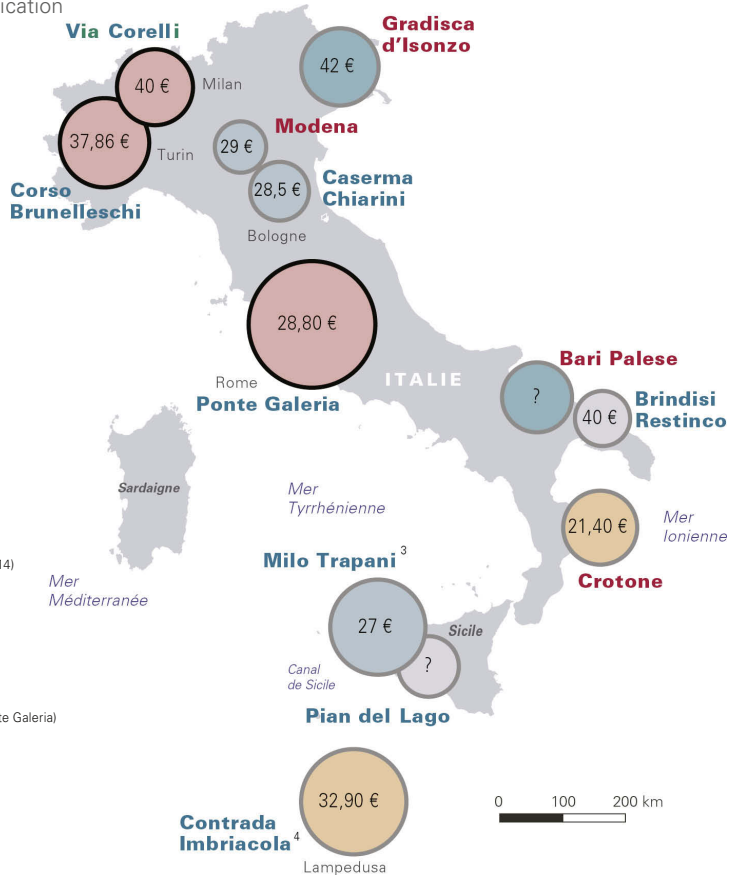 ication
Via Corelli
Gradisca
d'Isonzo
42 €
40 €
Milan
37,86 €
Turin
Modena
29 €
Corso
Brunelleschi
28,5 €
Caserma
Chiarini
Bologne
28,80 €
Rome
Ponte Galeria
ITALIE
Bari Palese
?
40 €
Brindisi
Restinco
Sardaigne
Mer
Tyrrhénienne
21,40 €
Mer
Ionienne
Crotone
14)
Mer
Méditerranée
Milo Trapani 3
27 €
Sicile
?
Canal
de Sicile
te Galeria)
Pian del Lago
32,90 €
Contrada
Imbriacola 4
Lampedusa
0 100 200 km